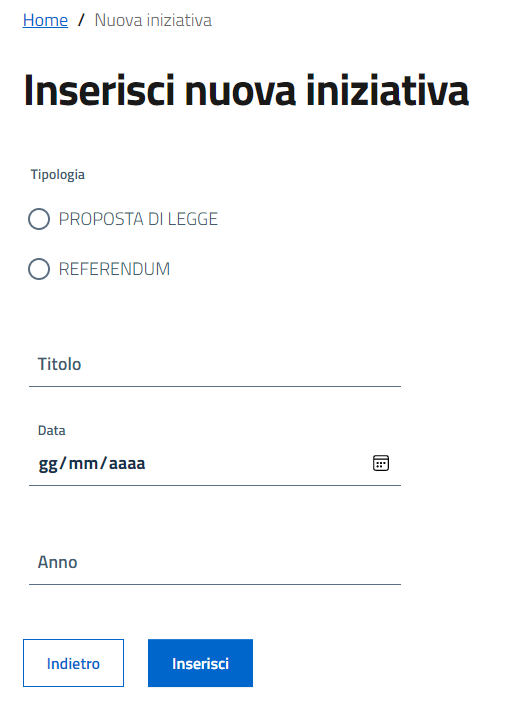 Home / Nuova iniziativa
Inserisci nuova iniziativa
Tipologia
PROPOSTA DI LEGGE
REFERENDUM
Titolo
Data
gg/mm/aaaa
Anno
Indietro Inserisci